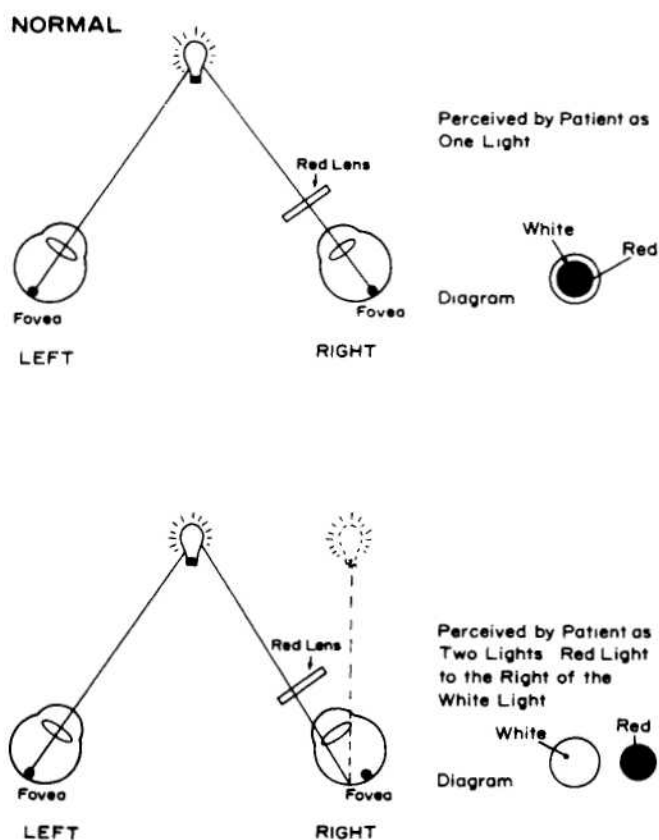 NORMAL
Red Lens
Fovea
Fovea
LEFT
RIGHT
Perceived by Patient as
One Light
White
Red
Diagram
Red Lens
Fovea
Fovea
LEFT
RIGHT
Perceived by Patient as
Two Lights Red Light
to the Right of the
White Light
White
Red
Diagram